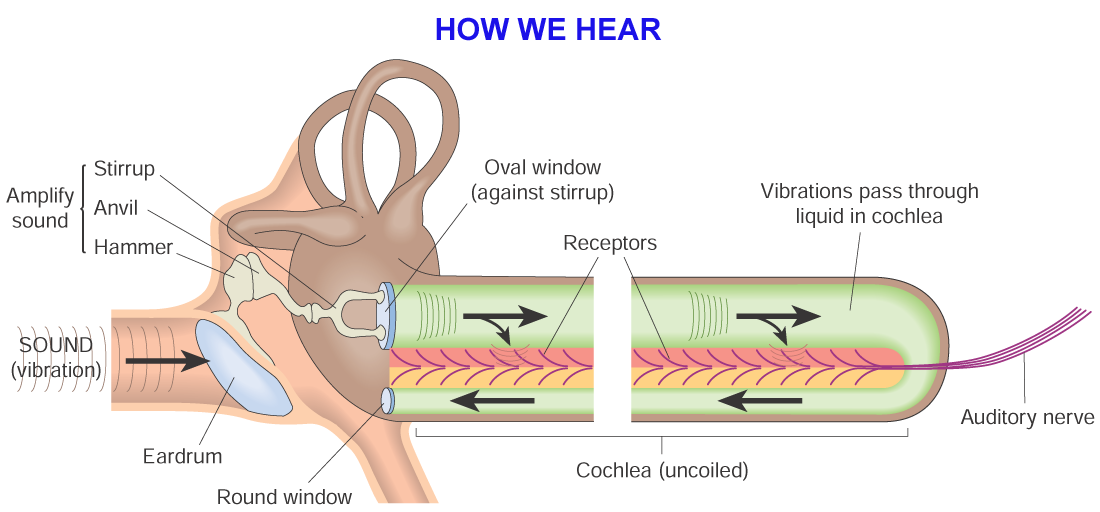 HOW WE HEAR
Stirrup
Amplify
sound
Anvil
Hammer
Oval window
(against stirrup)
Vibrations pass through
liquid in cochlea
Receptors
SOUND
(vibration)
Eardrum
Round window
Cochlea (uncoiled)
Auditory nerve